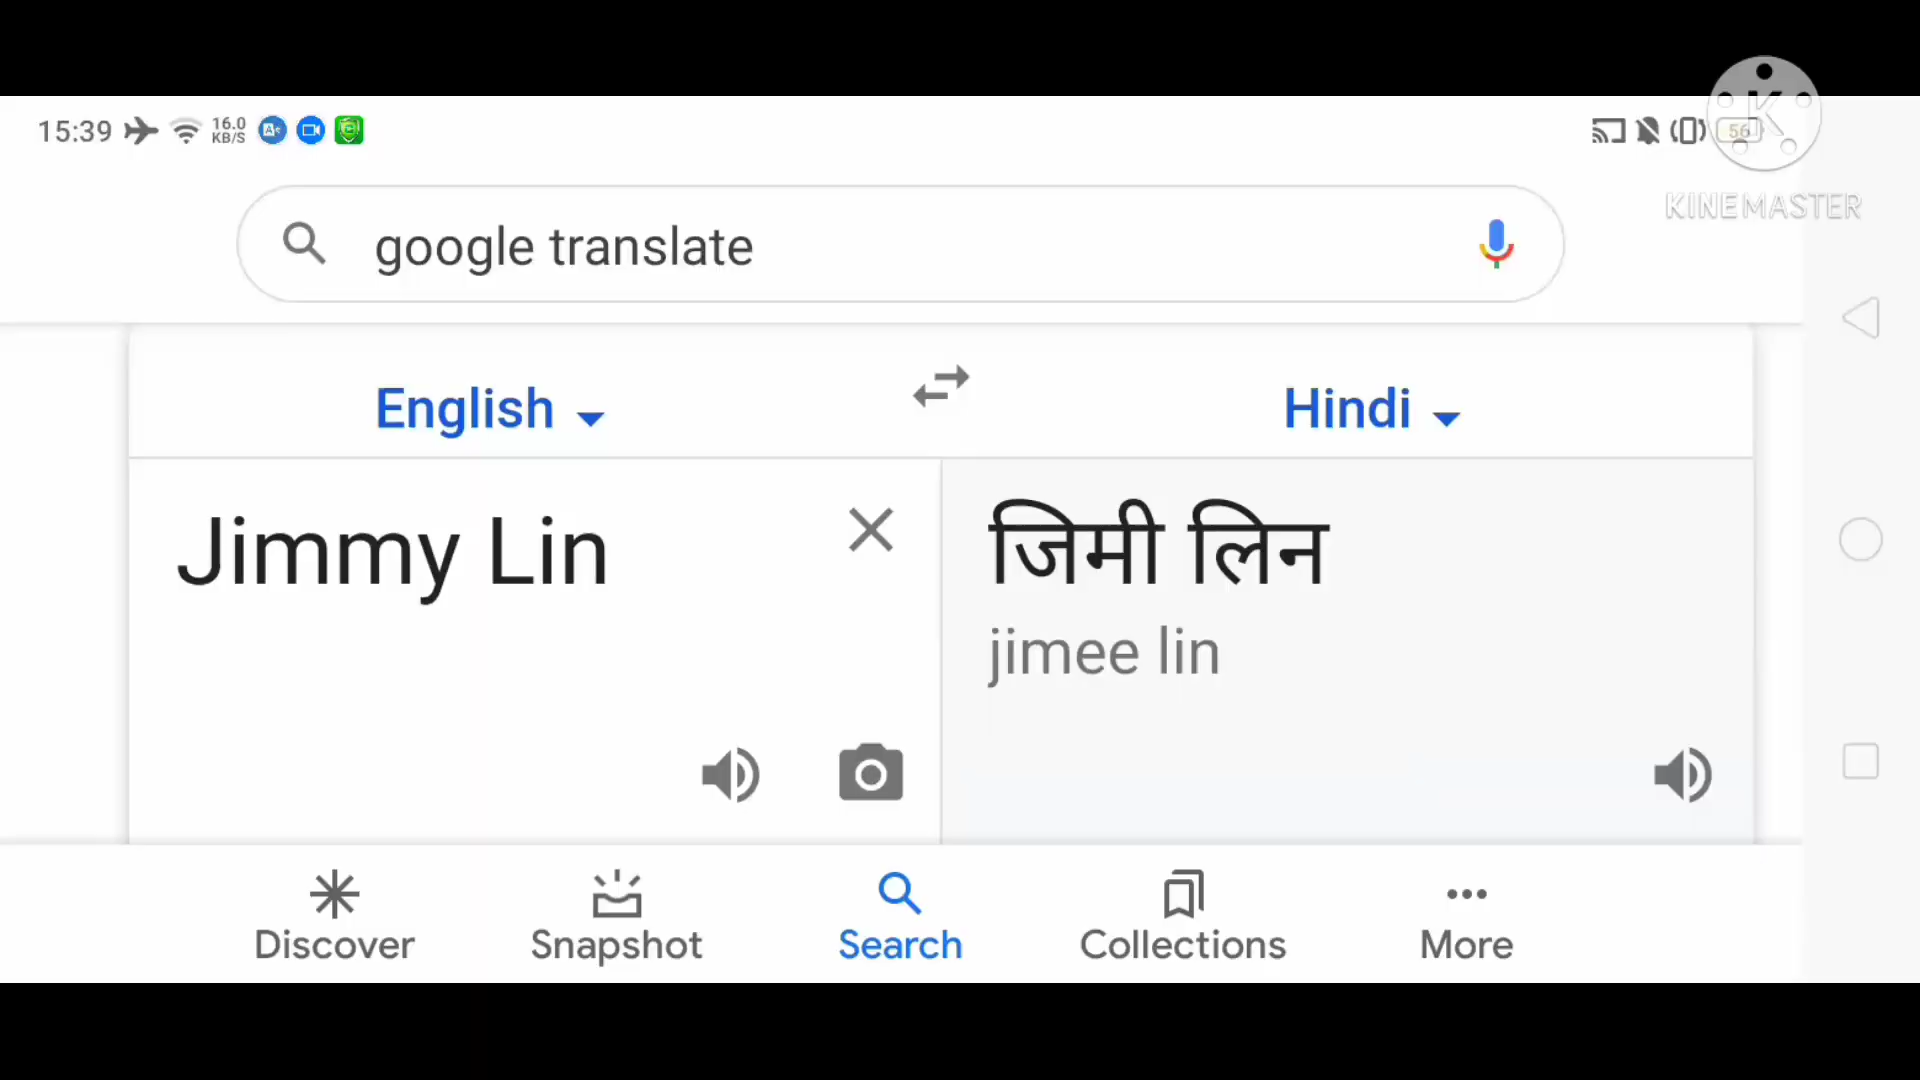 15:39 16.0 KB/S 56
KINEMASTER
google translate
English Hindi
Jimmy Lin
जिमी लिन
jimee lin
Discover Snapshot Search Collections More